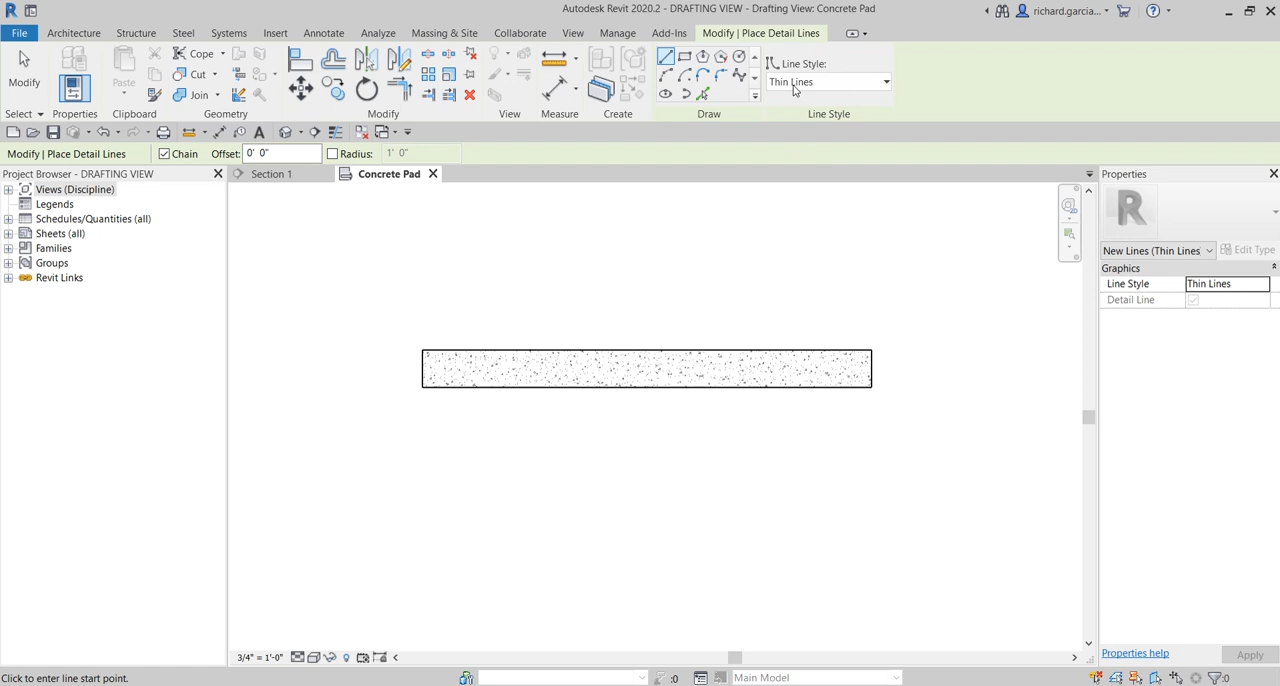 Autodesk Revit 2020.2 - DRAFTING VIEW - Drafting View: Concrete Pad
richard.garcia...
File Architecture Structure Steel Systems Insert Annotate Analyze Massing & Site Collaborate View Manage Add-Ins Modify | Place Detail Lines
Modify
Paste
Cope
Cut
Join
Line Style:
Thin Lines
Select Properties Clipboard Geometry Modify View Measure Create Draw Line Style
Modify | Place Detail Lines Chain Offset: 0' 0" Radius: 1' 0"
Project Browser - DRAFTING VIEW
Views (Discipline)
Legends
Schedules/Quantities (all)
Sheets (all)
Families
Groups
Revit Links
Section 1
Concrete Pad
Properties
New Lines (Thin Lines
Edit Type
Graphics
Line Style Thin Lines
Detail Line
Properties help
Apply
3/4" = 1'-0"
Click to enter line start point.
:0
Main Model
:0